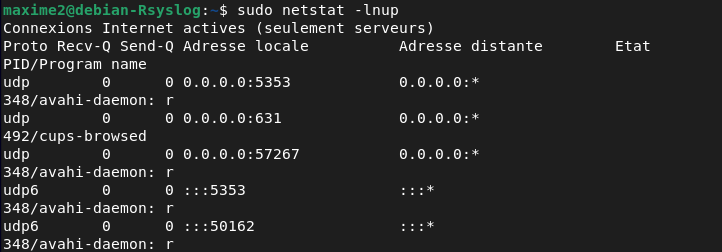 maxime2@debian-Rsyslog:~$ sudo netstat -lnup
Connexions Internet actives (seulement serveurs)
Proto Recv-Q Send-Q Adresse locale          Adresse distante        Etat
PID/Program name
udp        0      0 0.0.0.0:5353            0.0.0.0:*
348/avahi-daemon: r
udp        0      0 0.0.0.0:631             0.0.0.0:*
492/cups-browsed
udp        0      0 0.0.0.0:57267           0.0.0.0:*
348/avahi-daemon: r
udp6       0      0 :::5353                 :::*
348/avahi-daemon: r
udp6       0      0 :::50162                :::*
348/avahi-daemon: r